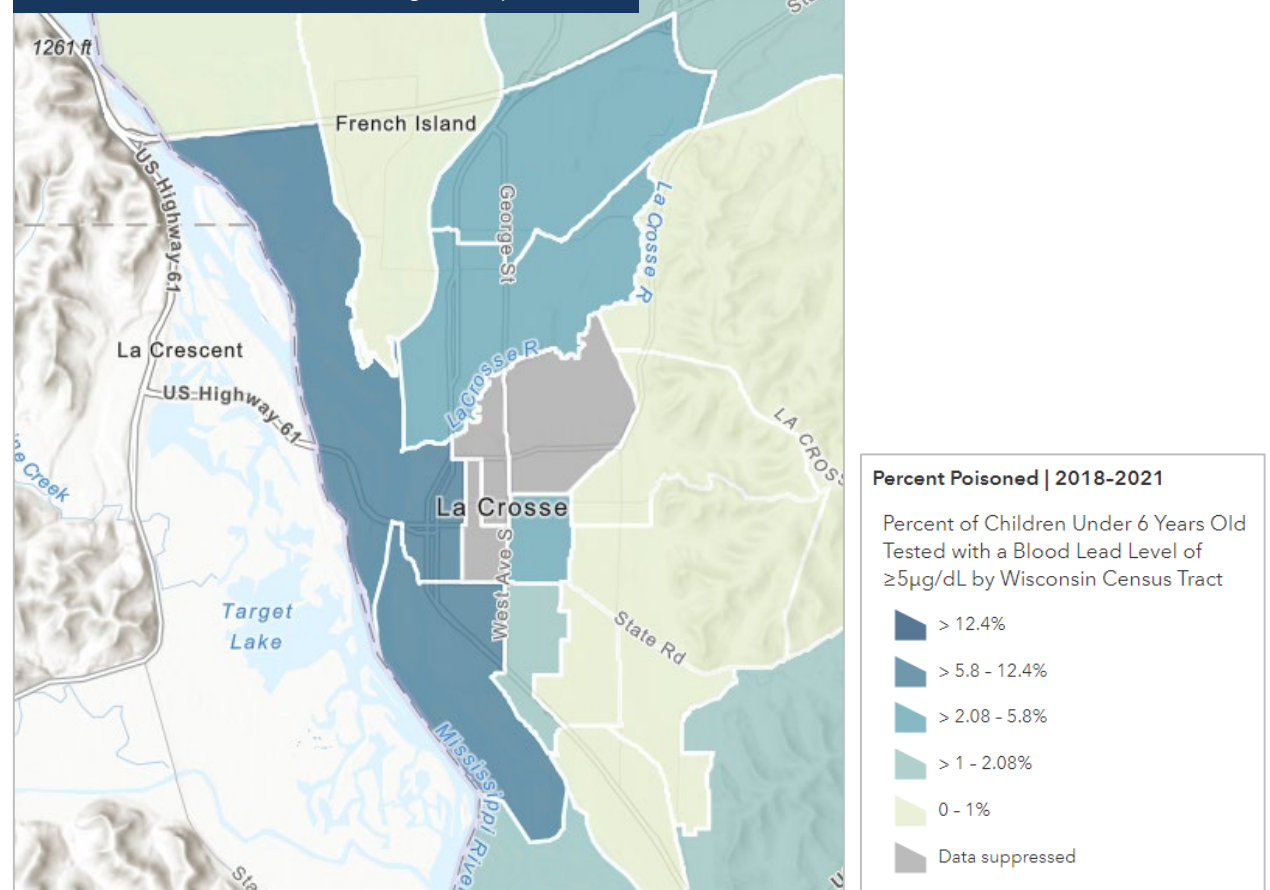 1261 ft
French Island
US-Highway-61
George-St
La Crosse R
La Crescent
US-Highway-61
LaCrosse R
LA CROSS
La Crosse
West Ave S
State Rd
Target
Lake
Mississippi River
Percent Poisoned | 2018-2021
Percent of Children Under 6 Years Old
Tested with a Blood Lead Level of
≥5µg/dL by Wisconsin Census Tract
> 12.4%
> 5.8 - 12.4%
> 2.08 - 5.8%
> 1 - 2.08%
0 - 1%
Data suppressed
Creek